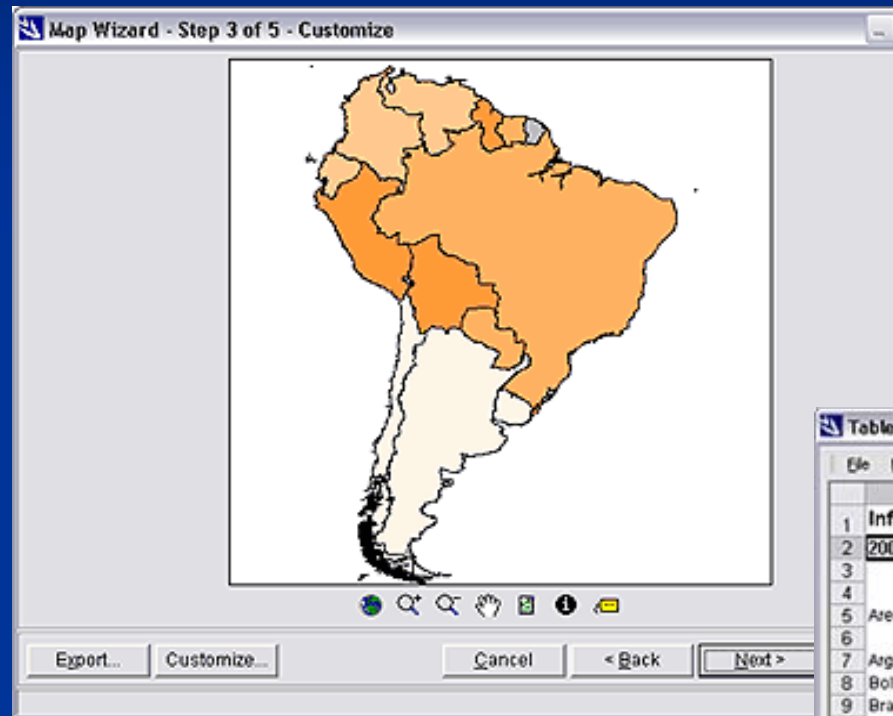 Map Wizard - Step 3 of 5 - Customize
Export...
Customize...
Cancel
< Back
Next >
Table
File
1 Inf
2 200
3
4
5 Are
6
7 Arg
8 Bol
9 Bra